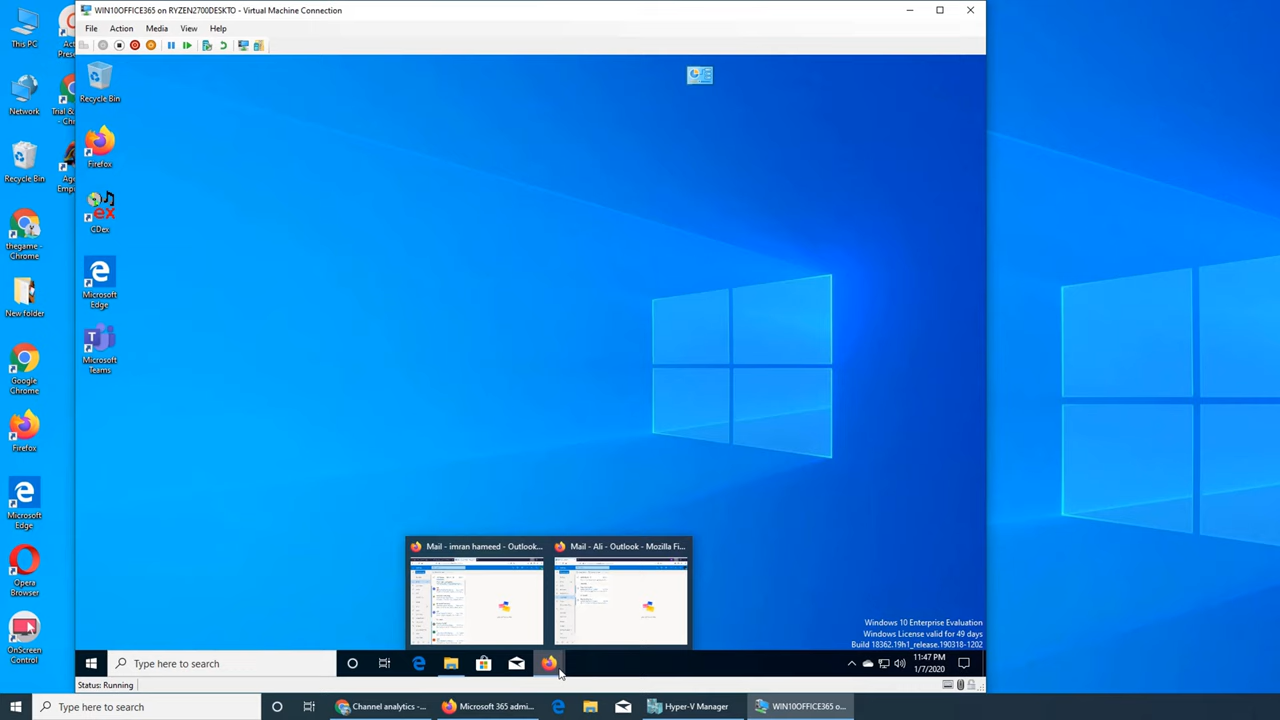 WIN10OFFICE365 on RYZEN2700DESKTO - Virtual Machine Connection
File Action Media View Help
This PC
Network
Recycle Bin
thegame -
Chrome
New folder
Google
Chrome
Firefox
Microsoft
Edge
Opera
Browser
OnScreen
Control
Recycle Bin
Firefox
CDex
Microsoft
Edge
Microsoft
Teams
Mail - imran hameed - Outlook...
Mail - Ali - Outlook - Mozilla Fi...
Windows 10 Enterprise Evaluation
Windows License valid for 49 days
Build 18362.19h1_release.190318-1202
Type here to search
11:47 PM
1/7/2020
Status: Running
Type here to search
Channel analytics -...
Microsoft 365 admi...
Hyper-V Manager
WIN10OFFICE365 o...